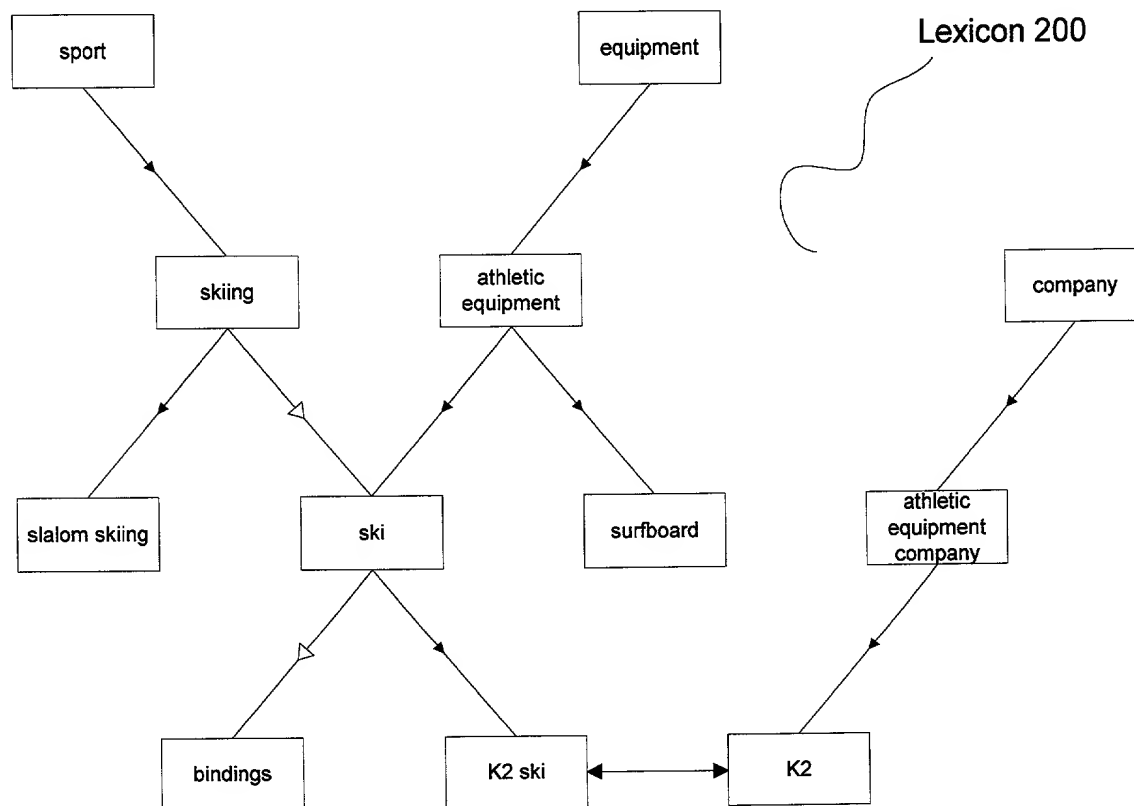 Lexicon 200
sport
equipment
skiing
athletic
equipment
company
slalom skiing
ski
surfboard
athletic
equipment
company
bindings
K2 ski
K2